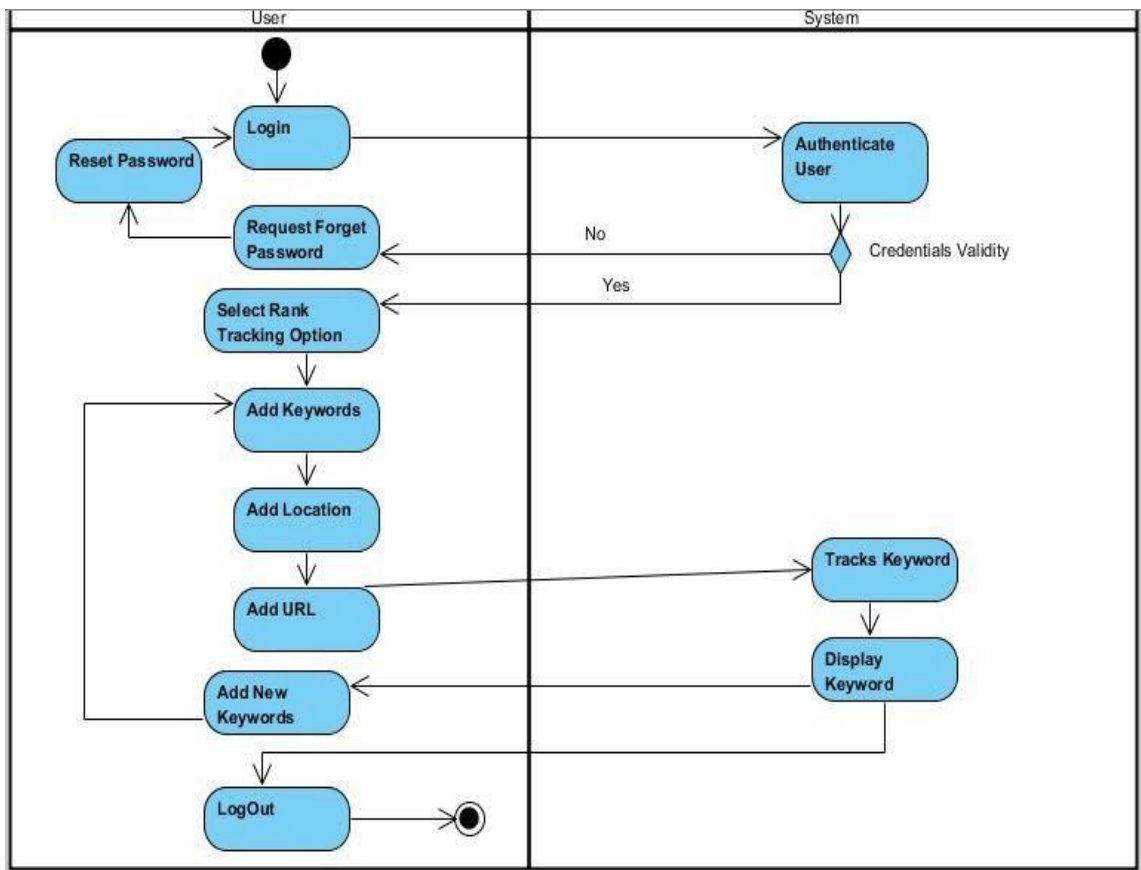 User
System
Login
Authenticate
User
Reset Password
Request Forget
Password
No
Credentials Validity
Yes
Select Rank
Tracking Option
Add Keywords
Add Location
Tracks Keyword
Add URL
Display
Keyword
Add New
Keywords
LogOut